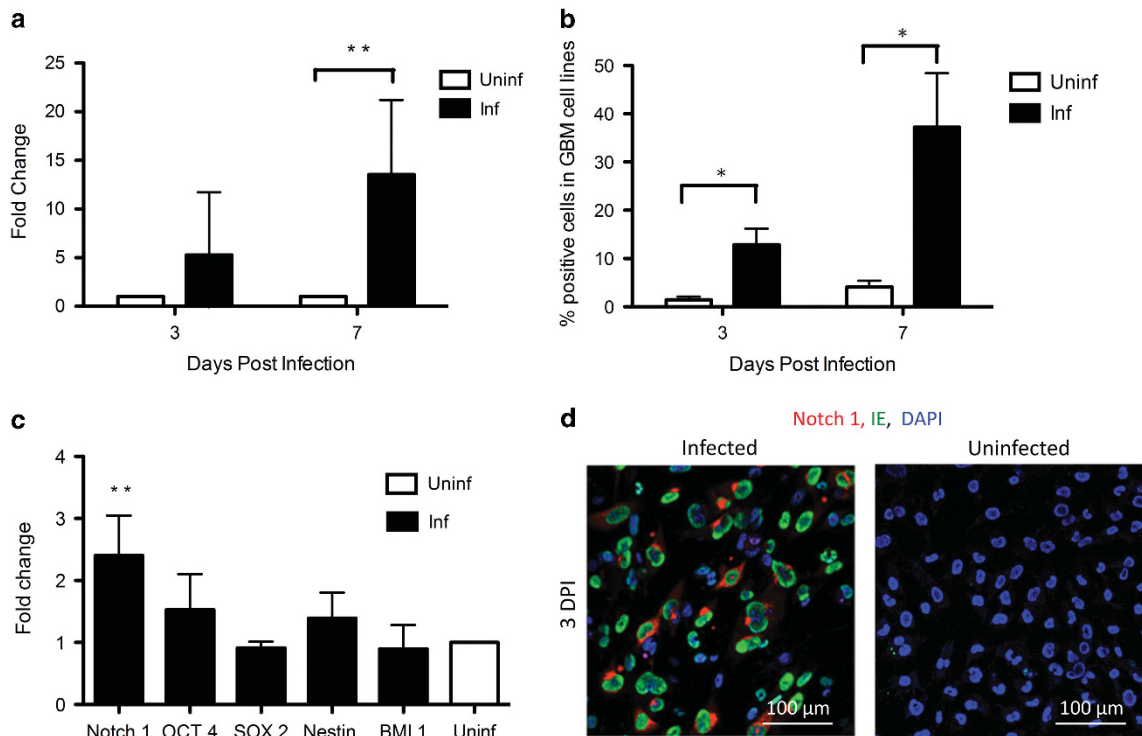 a
* *
25
20
15
10
5
0
Fold Change
3
7
Days Post Infection
Uninf
Inf
b
*
*
50
40
30
20
10
0
% positive cells in GBM cell lines
3
7
Days Post Infection
Uninf
Inf
c
* *
4
3
2
1
0
Fold change
Uninf
Inf
Notch 1 OCT 4 SOX 2 Nestin BMI 1 Uninf
d
Notch 1, IE, DAPI
Infected
Uninfected
3 DPI
100 μm
100 μm